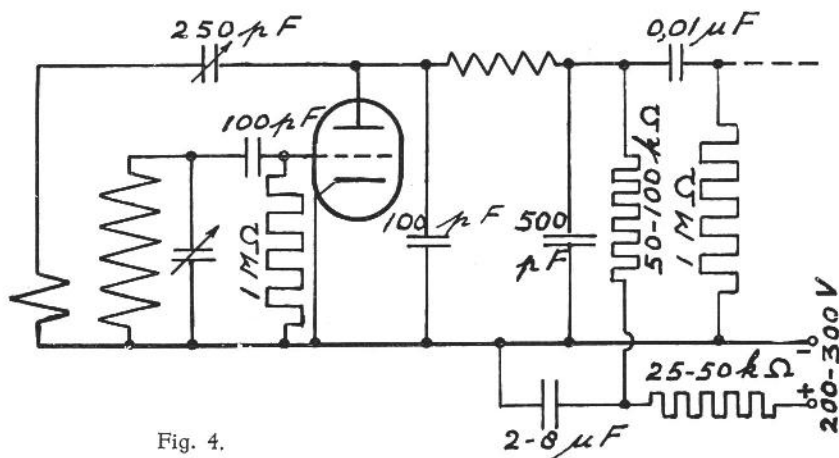 250 pF
0,01 µF
100 pF
1 MΩ
100 pF
500 pF
50-100 kΩ
1 MΩ
-
25-50 kΩ
+
200-300 V
2-8 µF
Fig. 4.